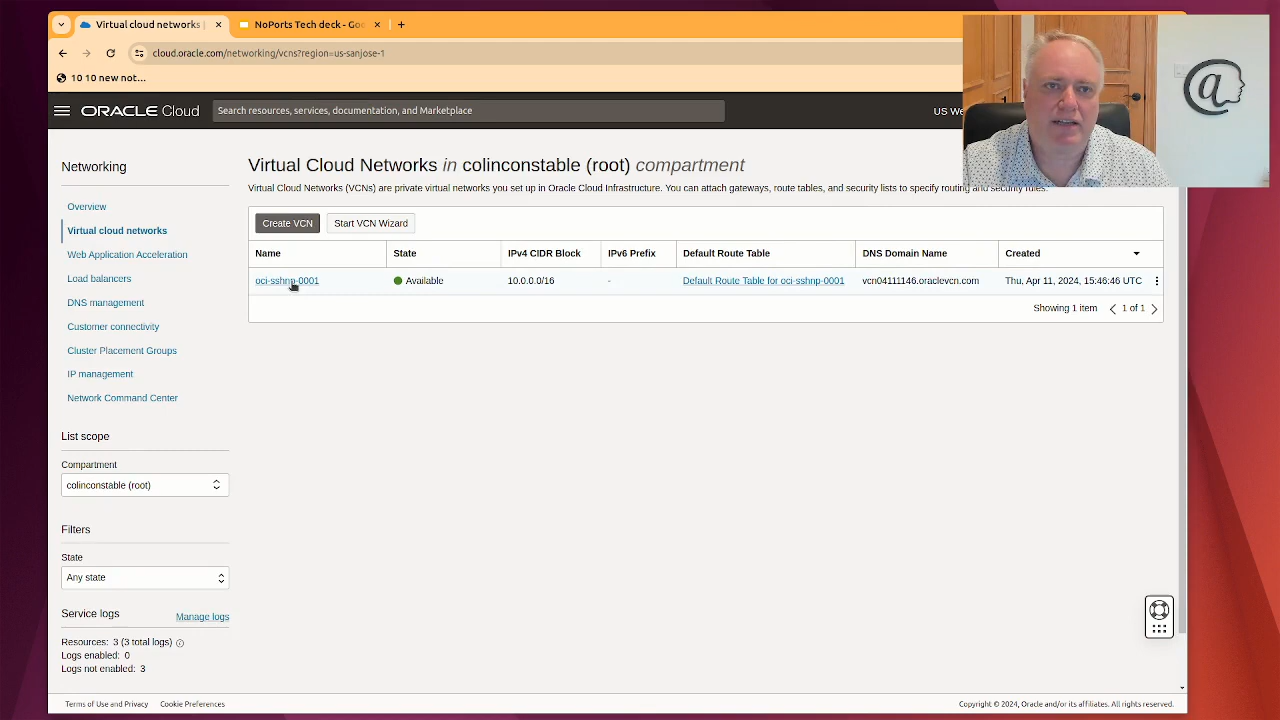 Virtual cloud networks |
NoPorts Tech deck - Goo
cloud.oracle.com/networking/vcns?region=us-sanjose-1
10 10 new not...
ORACLE Cloud
Search resources, services, documentation, and Marketplace
US We
Networking
Overview
Virtual cloud networks
Web Application Acceleration
Load balancers
DNS management
Customer connectivity
Cluster Placement Groups
IP management
Network Command Center
List scope
Compartment
colinconstable (root)
Filters
State
Any state
Service logs Manage logs
Resources: 3 (3 total logs)
Logs enabled: 0
Logs not enabled: 3
Virtual Cloud Networks in colinconstable (root) compartment
Virtual Cloud Networks (VCNs) are private virtual networks you set up in Oracle Cloud Infrastructure. You can attach gateways, route tables, and security lists to specify routing and security rules.
Create VCN Start VCN Wizard
Name State IPv4 CIDR Block IPv6 Prefix Default Route Table DNS Domain Name Created
oci-sshnp-0001 Available 10.0.0.0/16 - Default Route Table for oci-sshnp-0001 vcn04111146.oraclevcn.com Thu, Apr 11, 2024, 15:46:46 UTC
Showing 1 item 1 of 1
Terms of Use and Privacy Cookie Preferences
Copyright © 2024, Oracle and/or its affiliates. All rights reserved.